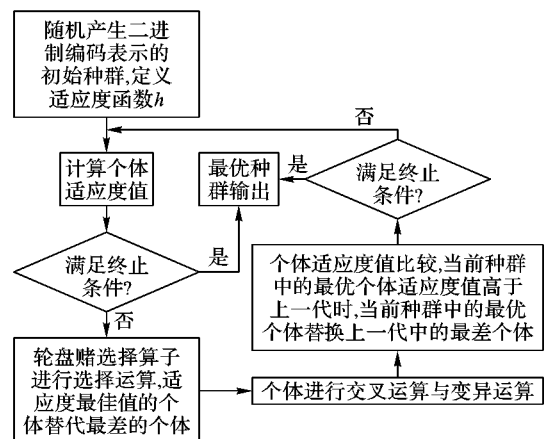 随机产生二进
制编码表示的
初始种群,定义
适应度函数h
否
计算个体
适应度值
最优种
群输出
是
满足终止
条件?
满足终止
条件?
是
否
个体适应度值比较,当前种群
中的最优个体适应度值高于
上一代时,当前种群中的最优
个体替换上一代中的最差个体
轮盘赌选择算子
进行选择运算,适
应度最佳值的个
体替代最差的个体
个体进行交叉运算与变异运算